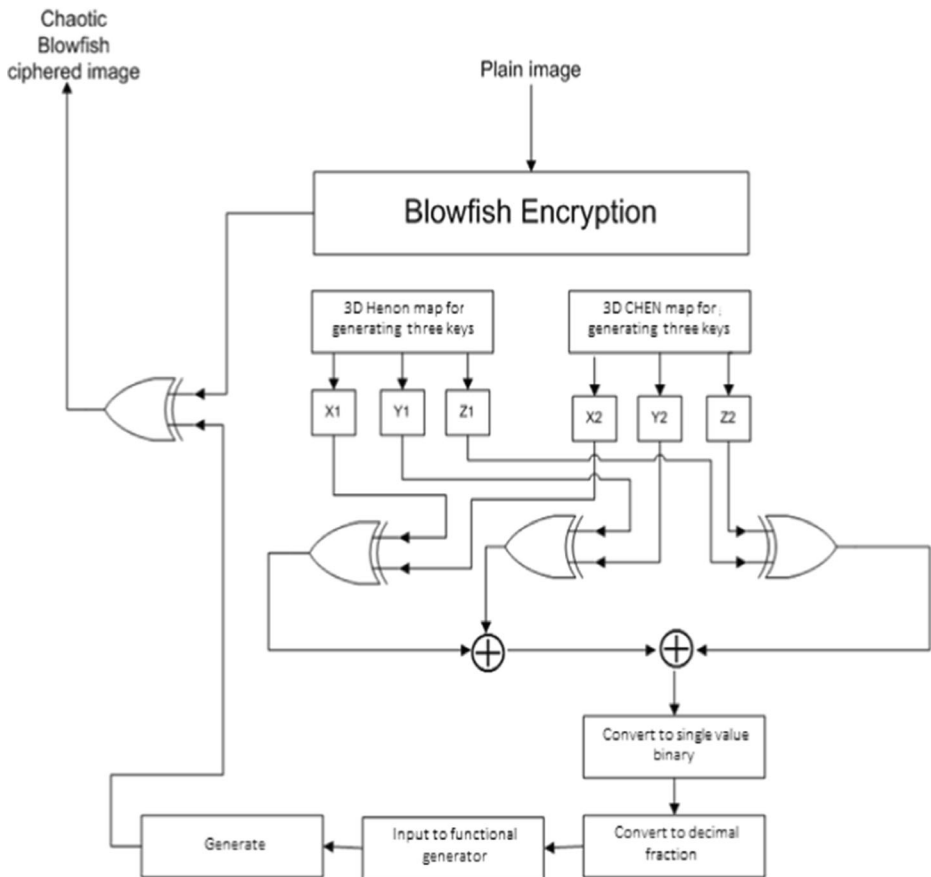 Chaotic
Blowfish
ciphered image
Plain image
Blowfish Encryption
3D Henon map for
generating three keys
3D CHEN map for
generating three keys
X1
Y1
Z1
X2
Y2
Z2
Convert to single value
binary
Convert to decimal
fraction
Input to functional
generator
Generate